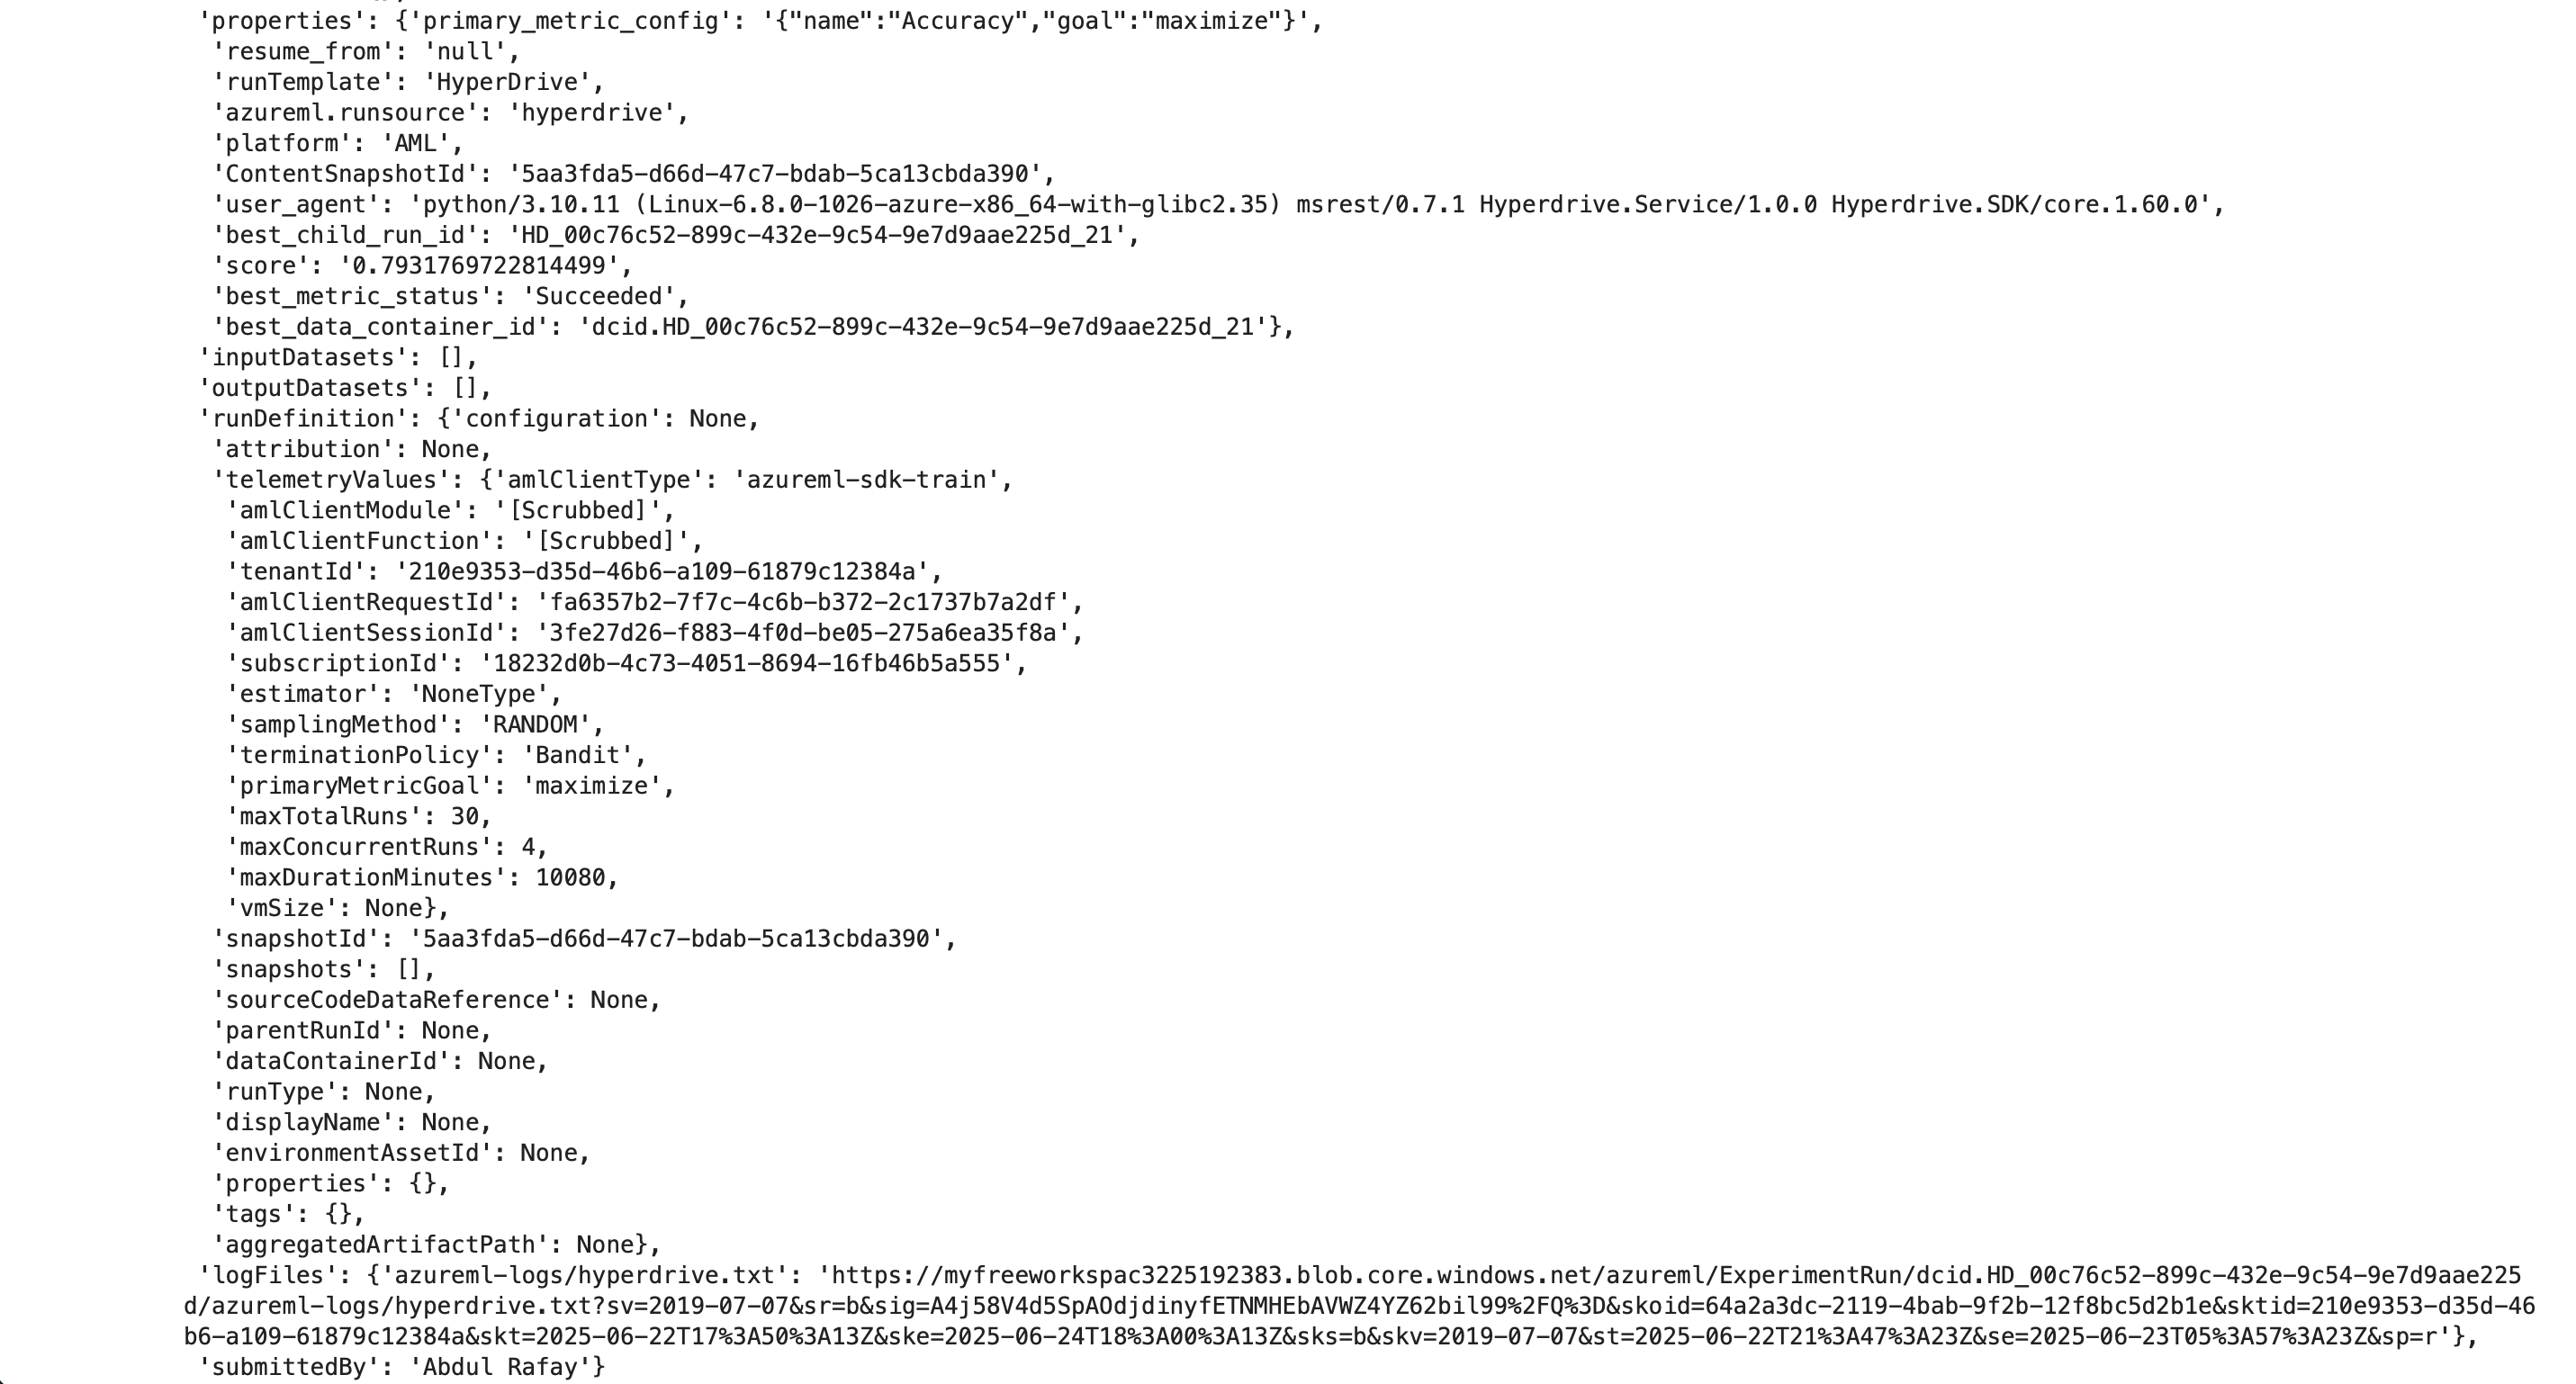 'properties': {'primary_metric_config': '{"name":"Accuracy","goal":"maximize"}',
'resume_from': 'null',
'runTemplate': 'HyperDrive',
'azureml.runsource': 'hyperdrive',
'platform': 'AML',
'ContentSnapshotId': '5aa3fda5-d66d-47c7-bdab-5ca13cbda390',
'user_agent': 'python/3.10.11 (Linux-6.8.0-1026-azure-x86_64-with-glibc2.35) msrest/0.7.1 Hyperdrive.Service/1.0.0 Hyperdrive.SDK/core.1.60.0',
'best_child_run_id': 'HD_00c76c52-899c-432e-9c54-9e7d9aae225d_21',
'score': '0.7931769722814499',
'best_metric_status': 'Succeeded',
'best_data_container_id': 'dcid.HD_00c76c52-899c-432e-9c54-9e7d9aae225d_21'},
'inputDatasets': [],
'outputDatasets': [],
'runDefinition': {'configuration': None,
'attribution': None,
'telemetryValues': {'amlClientType': 'azureml-sdk-train',
'amlClientModule': '[Scrubbed]',
'amlClientFunction': '[Scrubbed]',
'tenantId': '210e9353-d35d-46b6-a109-61879c12384a',
'amlClientRequestId': 'fa6357b2-7f7c-4c6b-b372-2c1737b7a2df',
'amlClientSessionId': '3fe27d26-f883-4f0d-be05-275a6ea35f8a',
'subscriptionId': '18232d0b-4c73-4051-8694-16fb46b5a555',
'estimator': 'NoneType',
'samplingMethod': 'RANDOM',
'terminationPolicy': 'Bandit',
'primaryMetricGoal': 'maximize',
'maxTotalRuns': 30,
'maxConcurrentRuns': 4,
'maxDurationMinutes': 10080,
'vmSize': None},
'snapshotId': '5aa3fda5-d66d-47c7-bdab-5ca13cbda390',
'snapshots': [],
'sourceCodeDataReference': None,
'parentRunId': None,
'dataContainerId': None,
'runType': None,
'displayName': None,
'environmentAssetId': None,
'properties': {},
'tags': {},
'aggregatedArtifactPath': None},
'logFiles': {'azureml-logs/hyperdrive.txt': 'https://myfreeworkspac3225192383.blob.core.windows.net/azureml/ExperimentRun/dcid.HD_00c76c52-899c-432e-9c54-9e7d9aae225
d/azureml-logs/hyperdrive.txt?sv=2019-07-07&sr=b&sig=A4j58V4d5SpAOdjdinyfETNMHEbAVWZ4YZ62bil99%2FQ%3D&skoid=64a2a3dc-2119-4bab-9f2b-12f8bc5d2b1e&sktid=210e9353-d35d-46
b6-a109-61879c12384a&skt=2025-06-22T17%3A50%3A13Z&ske=2025-06-24T18%3A00%3A13Z&sks=b&skv=2019-07-07&st=2025-06-22T21%3A47%3A23Z&se=2025-06-23T05%3A57%3A23Z&sp=r'},
'submittedBy': 'Abdul Rafay'}